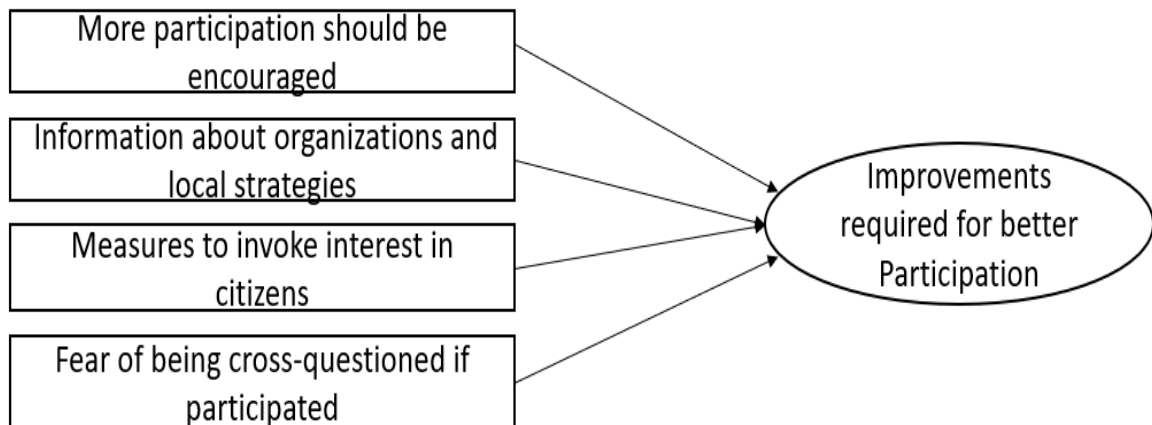 More participation should be
encouraged
Information about organizations and
local strategies
Measures to invoke interest in
citizens
Fear of being cross-questioned if
participated
Improvements
required for better
Participation